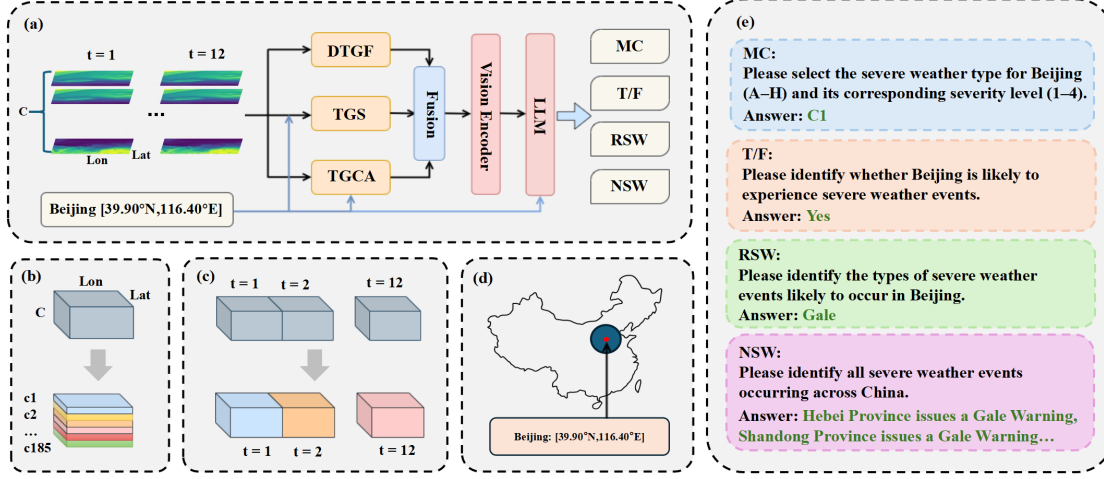 (a)
t = 1
t = 12
C
...
Lon
Lat
Beijing [39.90°N,116.40°E]
DTGF
TGS
TGCA
Fusion
Vision Encoder
LLM
MC
T/F
RSW
NSW
(b)
Lon
Lat
C
c1
c2
...
c185
(c)
t = 1
t = 2
t = 12
t = 1
t = 2
t = 12
(d)
Beijing: [39.90°N,116.40°E]
(e)
MC:
Please select the severe weather type for Beijing
(A–H) and its corresponding severity level (1–4).
Answer: C1
T/F:
Please identify whether Beijing is likely to
experience severe weather events.
Answer: Yes
RSW:
Please identify the types of severe weather
events likely to occur in Beijing.
Answer: Gale
NSW:
Please identify all severe weather events
occurring across China.
Answer: Hebei Province issues a Gale Warning,
Shandong Province issues a Gale Warning…